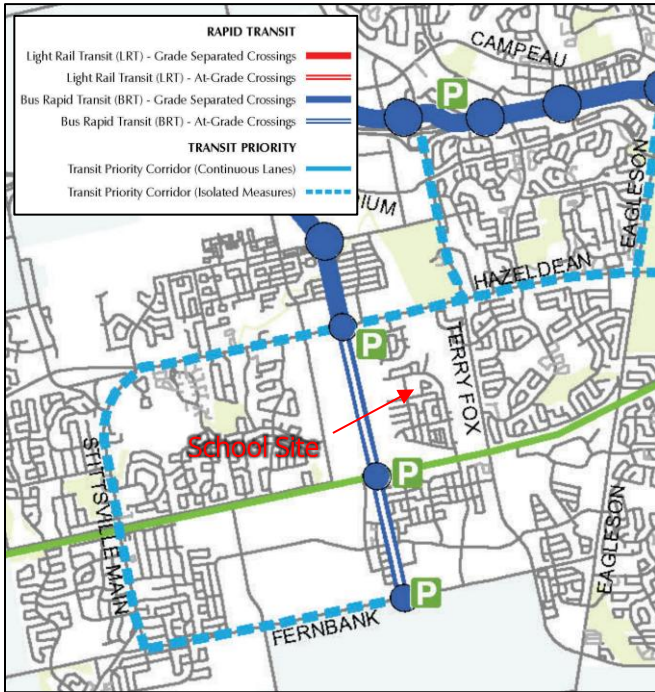 RAPID TRANSIT
Light Rail Transit (LRT) - Grade Separated Crossings
Light Rail Transit (LRT) - At-Grade Crossings
Bus Rapid Transit (BRT) - Grade Separated Crossings
Bus Rapid Transit (BRT) - At-Grade Crossings
TRANSIT PRIORITY
Transit Priority Corridor (Continuous Lanes)
Transit Priority Corridor (Isolated Measures)
CAMPEAU
P
IUM
EAGLESON
HAZELDEAN
P
TERRY FOX
School Site
P
STITTSVILLE MAIN
EAGLESON
P
FERNBANK